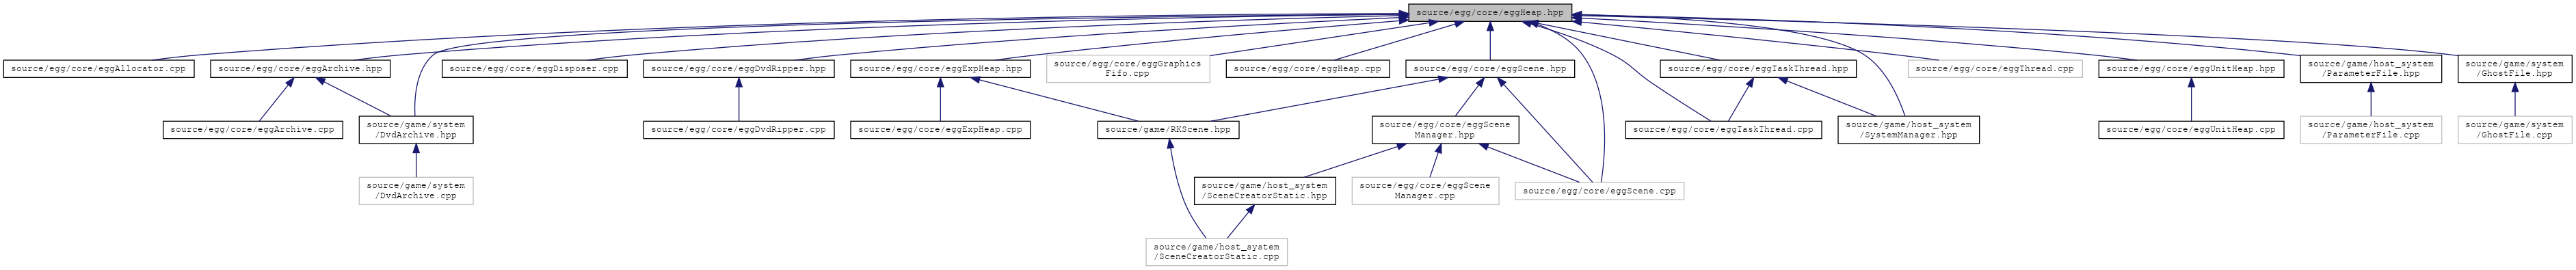 source/egg/core/eggHeap.hpp
source/egg/core/eggAllocator.cpp
source/egg/core/eggArchive.hpp
source/egg/core/eggDisposer.cpp
source/egg/core/eggDvdRipper.hpp
source/egg/core/eggExpHeap.hpp
source/egg/core/eggGraphics
Fifo.cpp
source/egg/core/eggHeap.cpp
source/egg/core/eggScene.hpp
source/egg/core/eggTaskThread.hpp
source/egg/core/eggThread.cpp
source/egg/core/eggUnitHeap.hpp
source/game/host_system
/ParameterFile.hpp
source/game/system
/GhostFile.hpp
source/egg/core/eggArchive.cpp
source/game/system
/DvdArchive.hpp
source/egg/core/eggDvdRipper.cpp
source/egg/core/eggExpHeap.cpp
source/game/RKScene.hpp
source/egg/core/eggScene
Manager.hpp
source/egg/core/eggTaskThread.cpp
source/game/host_system
/SystemManager.hpp
source/egg/core/eggUnitHeap.cpp
source/game/host_system
/ParameterFile.cpp
source/game/system
/GhostFile.cpp
source/game/system
/DvdArchive.cpp
source/game/host_system
/SceneCreatorStatic.hpp
source/egg/core/eggScene
Manager.cpp
source/egg/core/eggScene.cpp
source/game/host_system
/SceneCreatorStatic.cpp